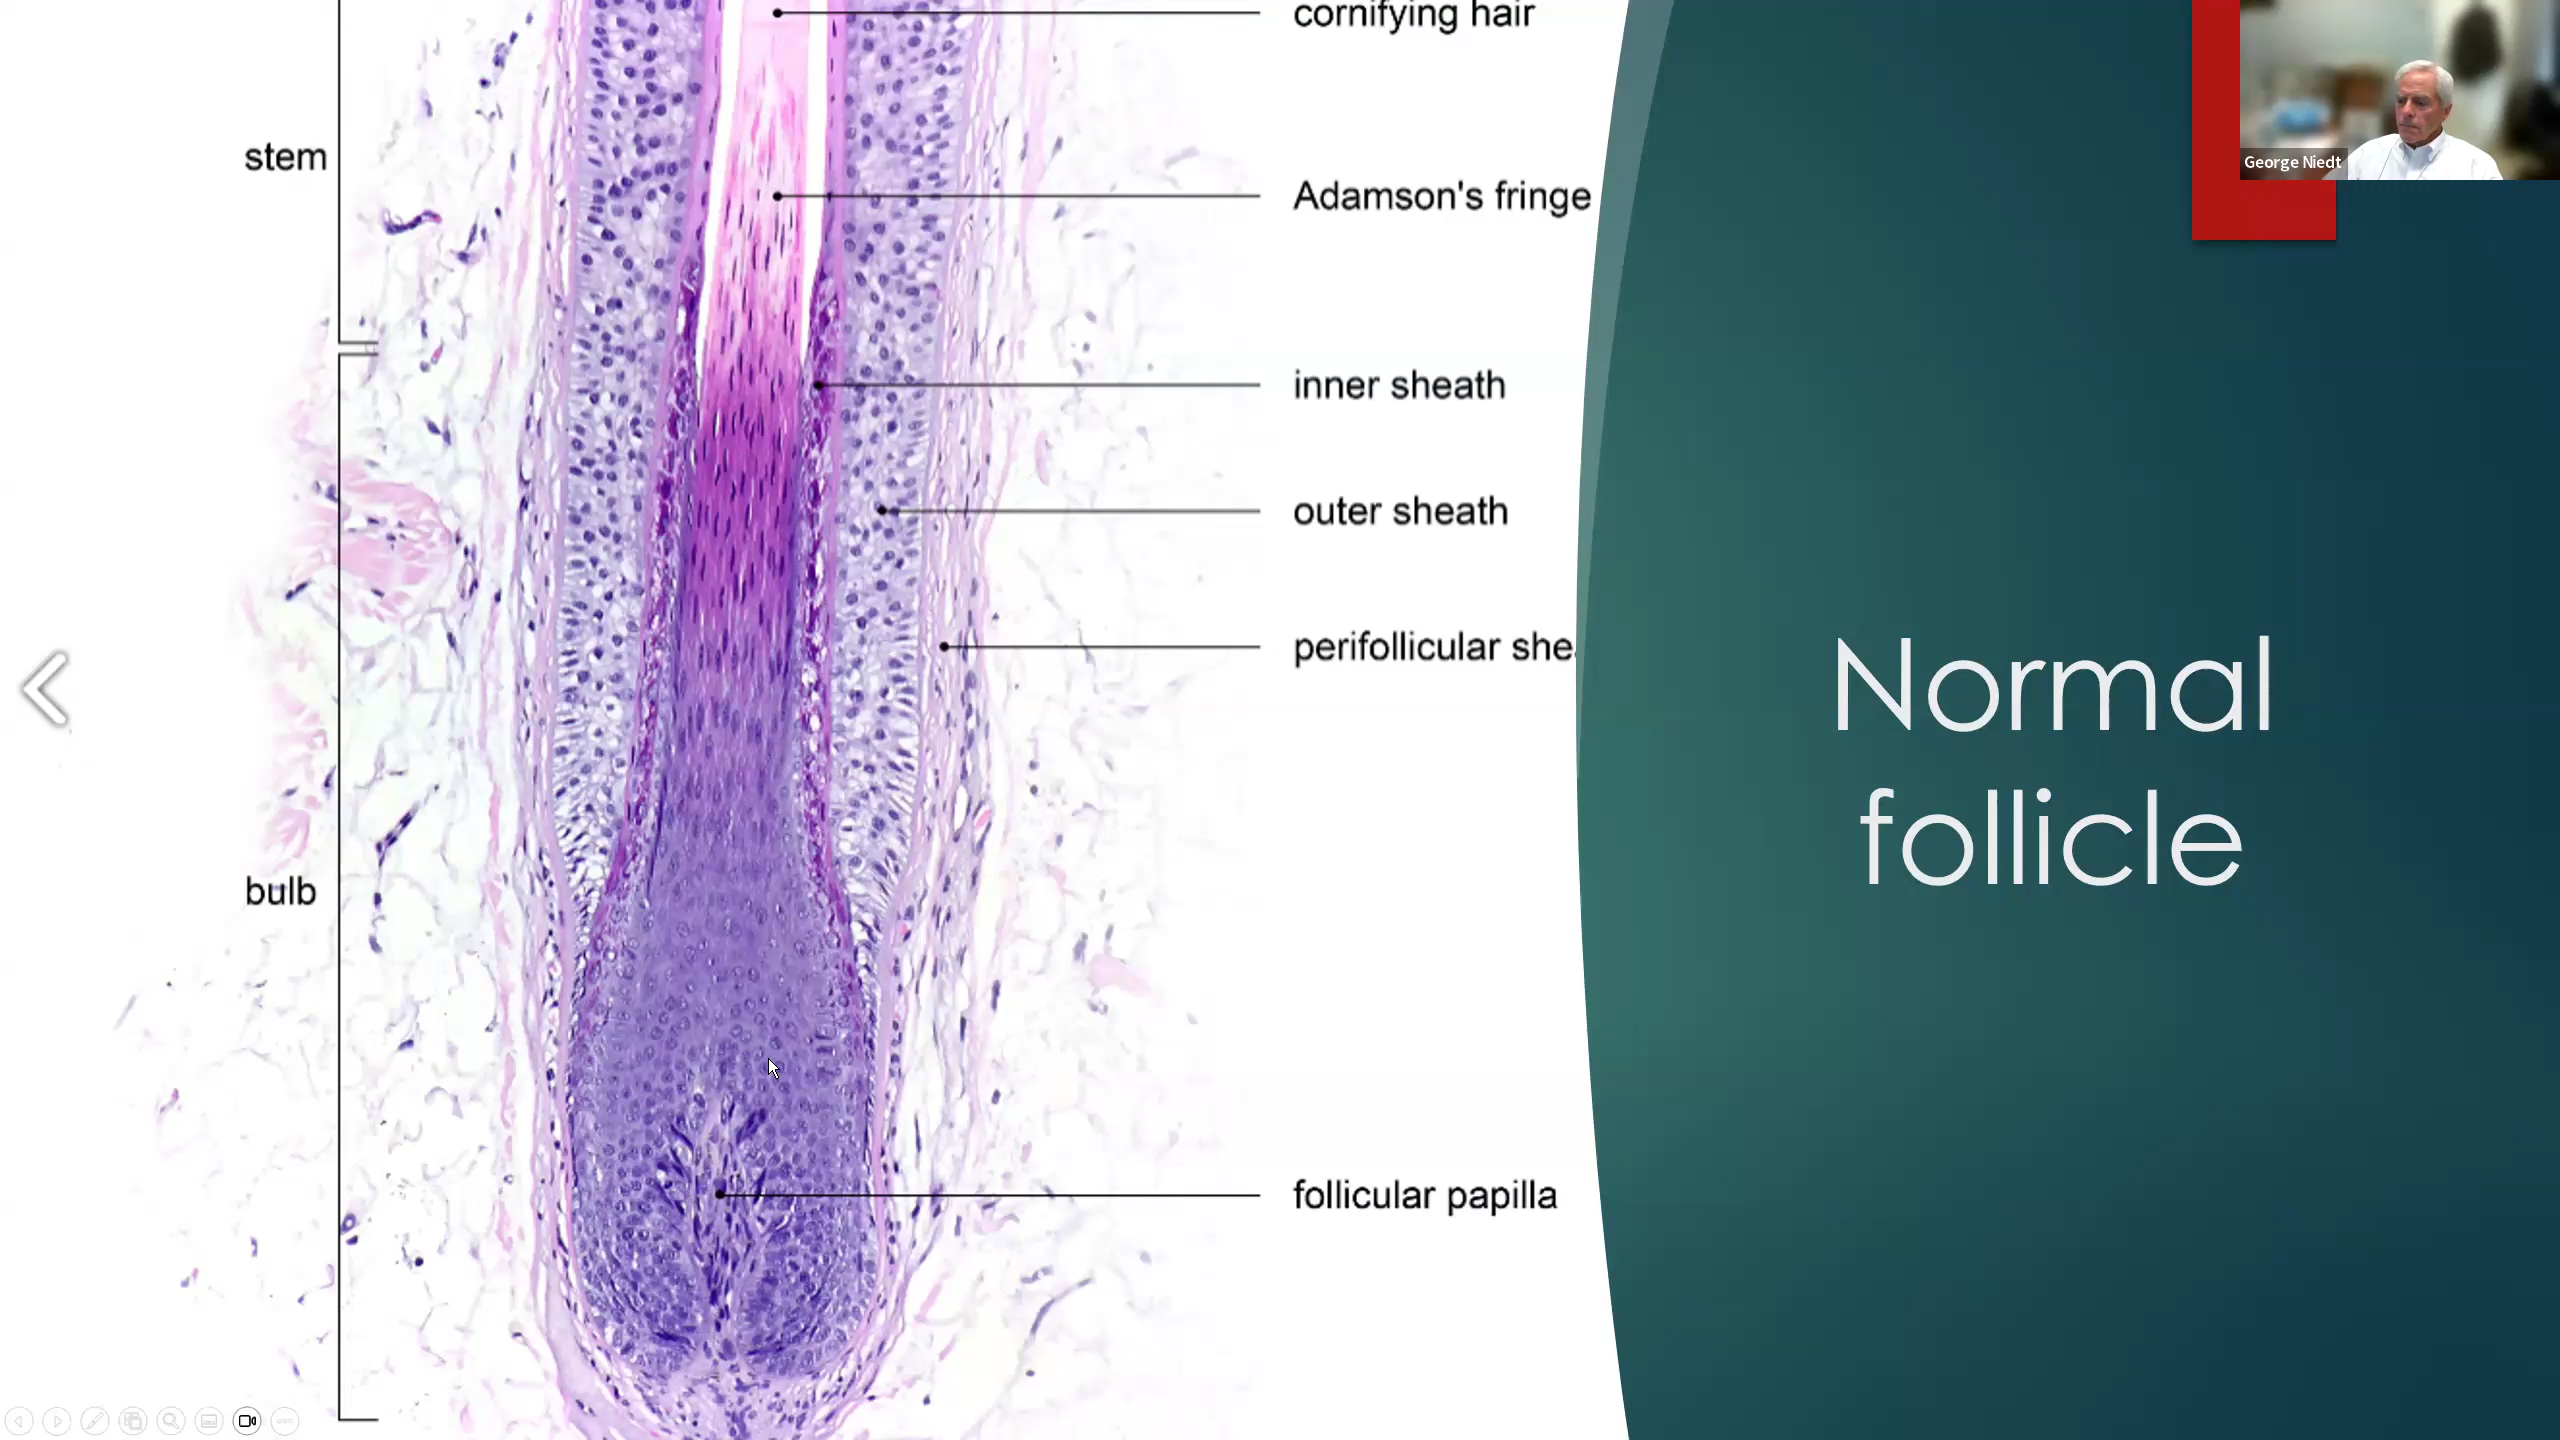 cornifying hair
stem
Adamson's fringe
inner sheath
outer sheath
perifollicular she
bulb
follicular papilla
Normal
follicle
George Niedt